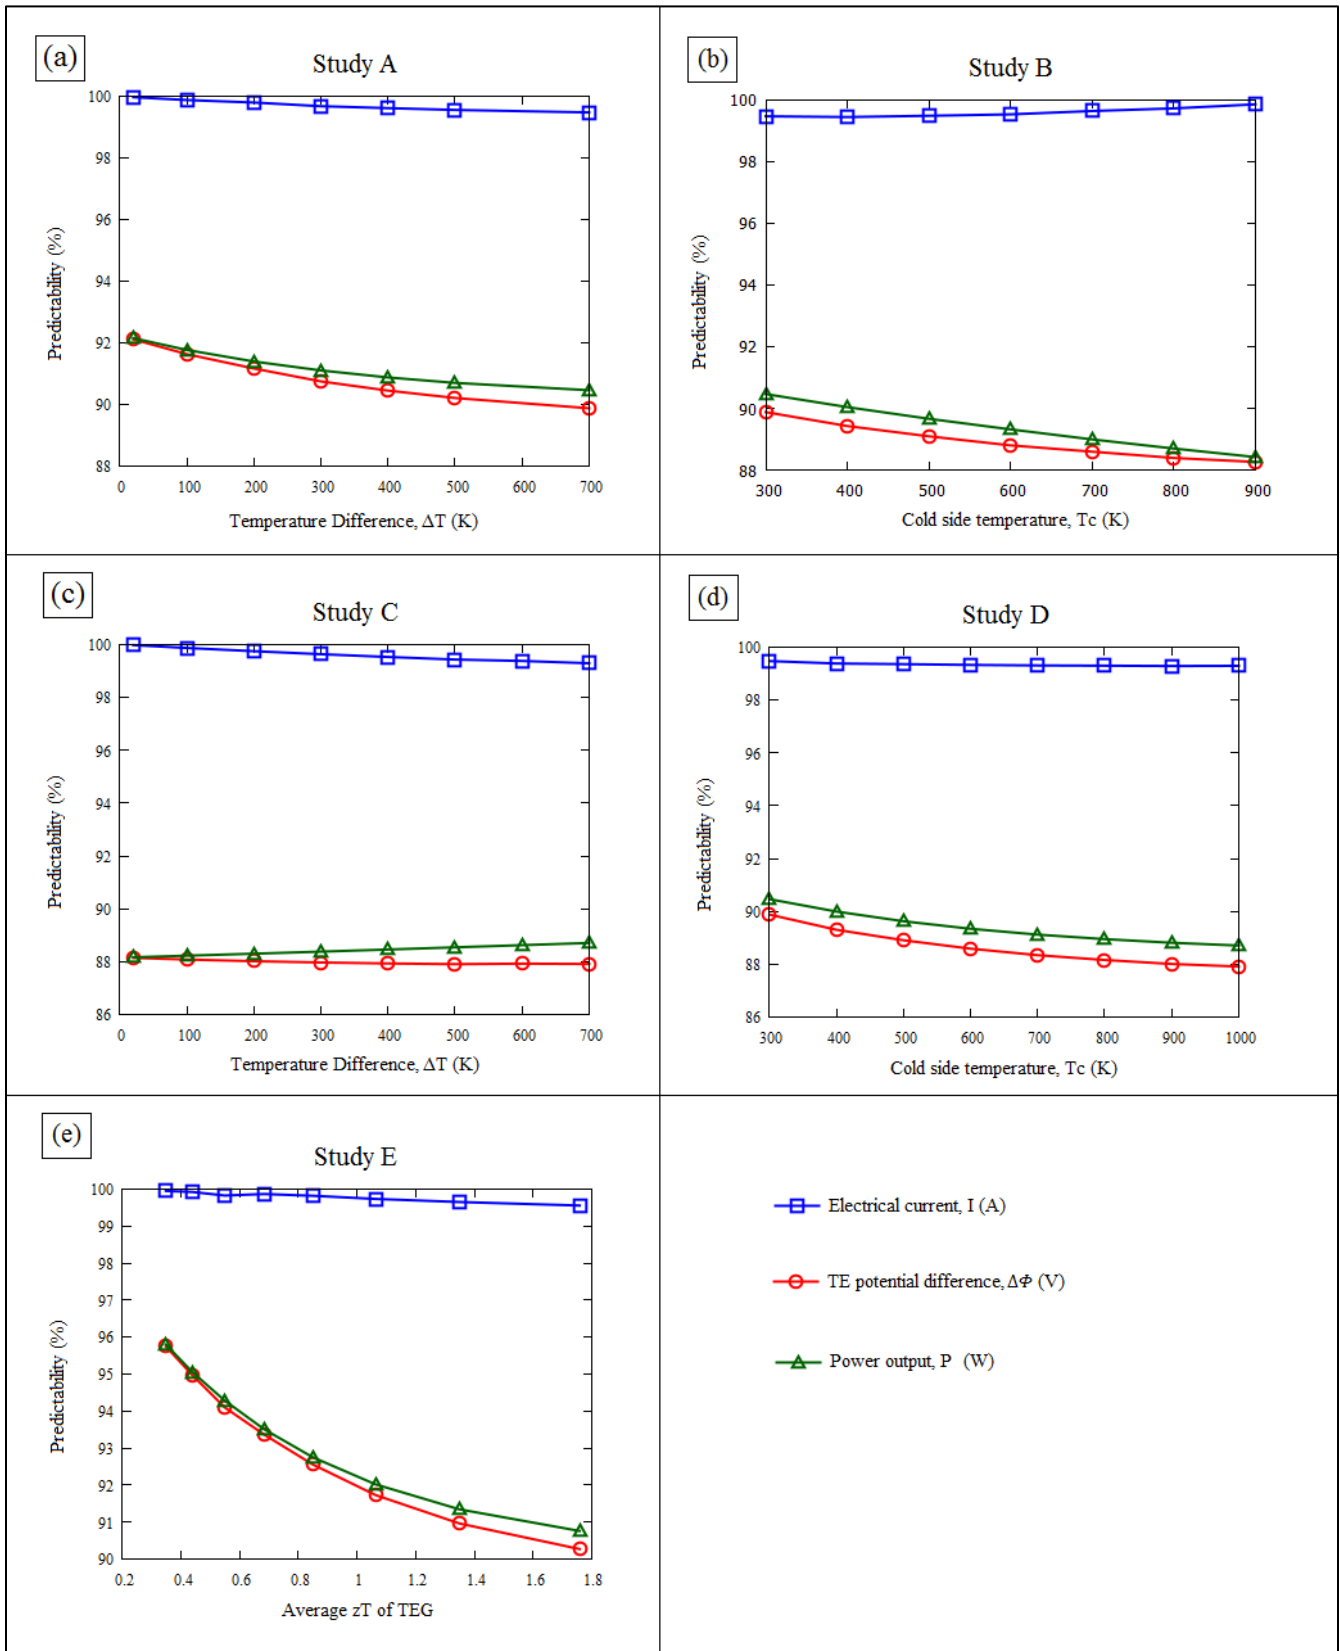 (a)
Study A
100
98
96
94
92
90
88
Predictability (%)
0 100 200 300 400 500 600 700
Temperature Difference, ΔT (K)
(b)
Study B
100
98
96
94
92
90
88
Predictability (%)
300 400 500 600 700 800 900
Cold side temperature, Tc (K)
(c)
Study C
100
98
96
94
92
90
88
86
Predictability (%)
0 100 200 300 400 500 600 700
Temperature Difference, ΔT (K)
(d)
Study D
100
98
96
94
92
90
88
86
Predictability (%)
300 400 500 600 700 800 900 1000
Cold side temperature, Tc (K)
(e)
Study E
100
99
98
97
96
95
94
93
92
91
90
Predictability (%)
0.2 0.4 0.6 0.8 1 1.2 1.4 1.6 1.8
Average zT of TEG
Electrical current, I (A)
TE potential difference, ΔΦ (V)
Power output, P (W)